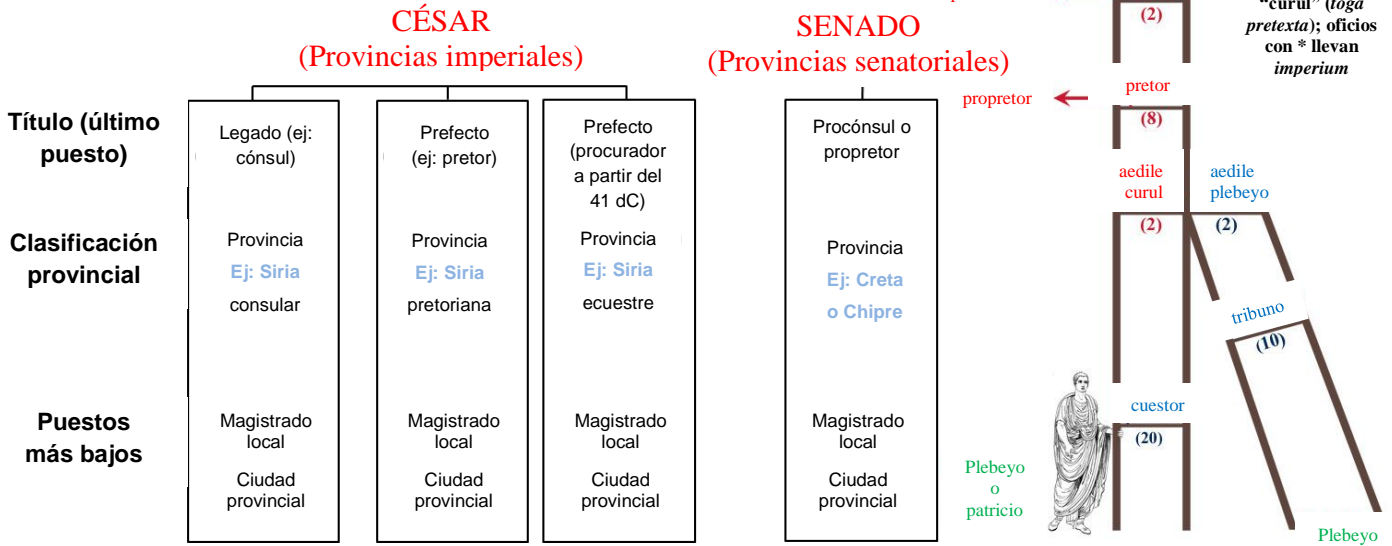 CÉSAR
(Provincias imperiales)
SENADO
(Provincias senatoriales)
Título (último
puesto)
Legado (ej:
cónsul)
Prefecto
(ej: pretor)
Prefecto
(procurador
a partir del
41 dC)
Procónsul o
propretor
Clasificación
provincial
Provincia
Ej: Siria
consular
Provincia
Ej: Siria
pretoriana
Provincia
Ej: Siria
ecuestre
Provincia
Ej: Creta
o Chipre
Puestos
más bajos
Magistrado
local
Ciudad
provincial
Magistrado
local
Ciudad
provincial
Magistrado
local
Ciudad
provincial
Magistrado
local
Ciudad
provincial
(2)
“curul” (toga
pretexta); oficios
con * llevan
imperium
propretor
pretor
(8)
aedile
curul
aedile
plebeyo
(2)
(2)
tribuno
(10)
cuestor
(20)
Plebeyo
o
patricio
Plebeyo